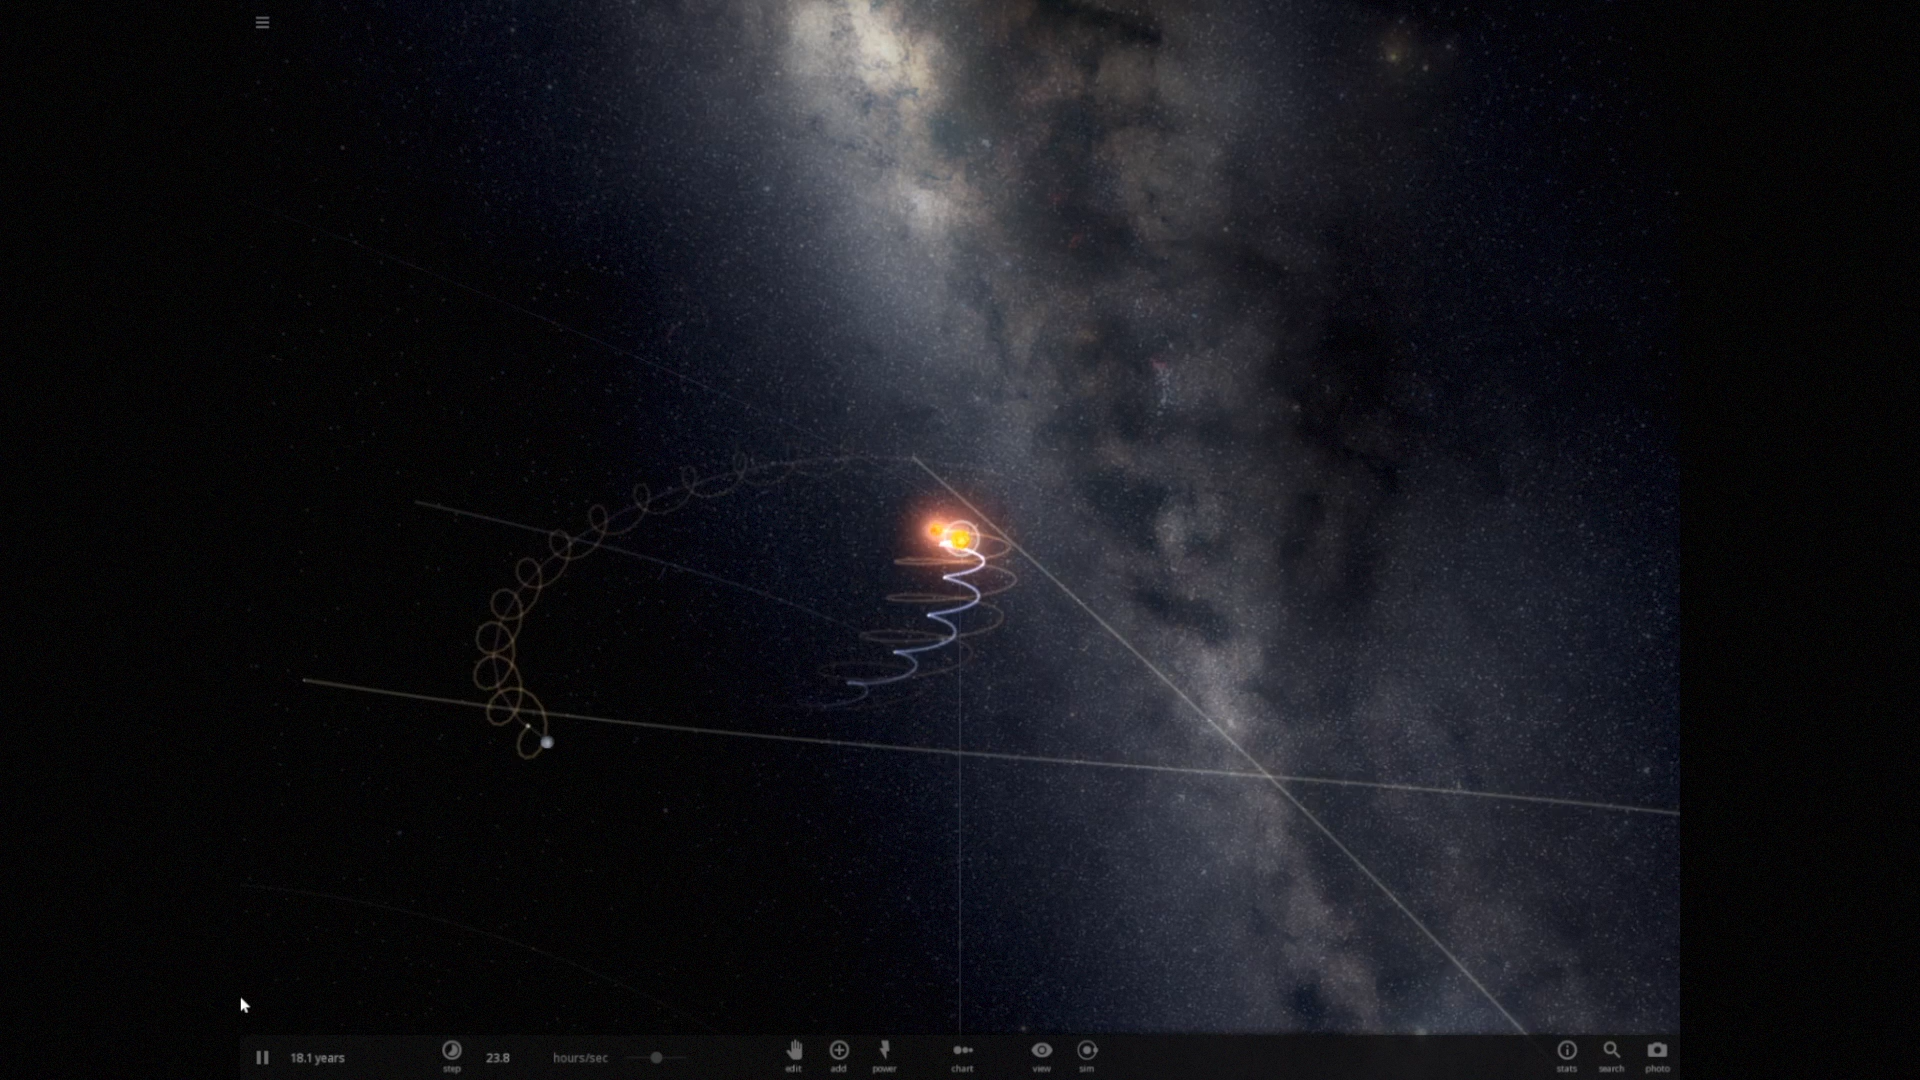 18.1 years
step
23.8 hours/sec
edit
add
power
chart
view
sim
stats
search
photo